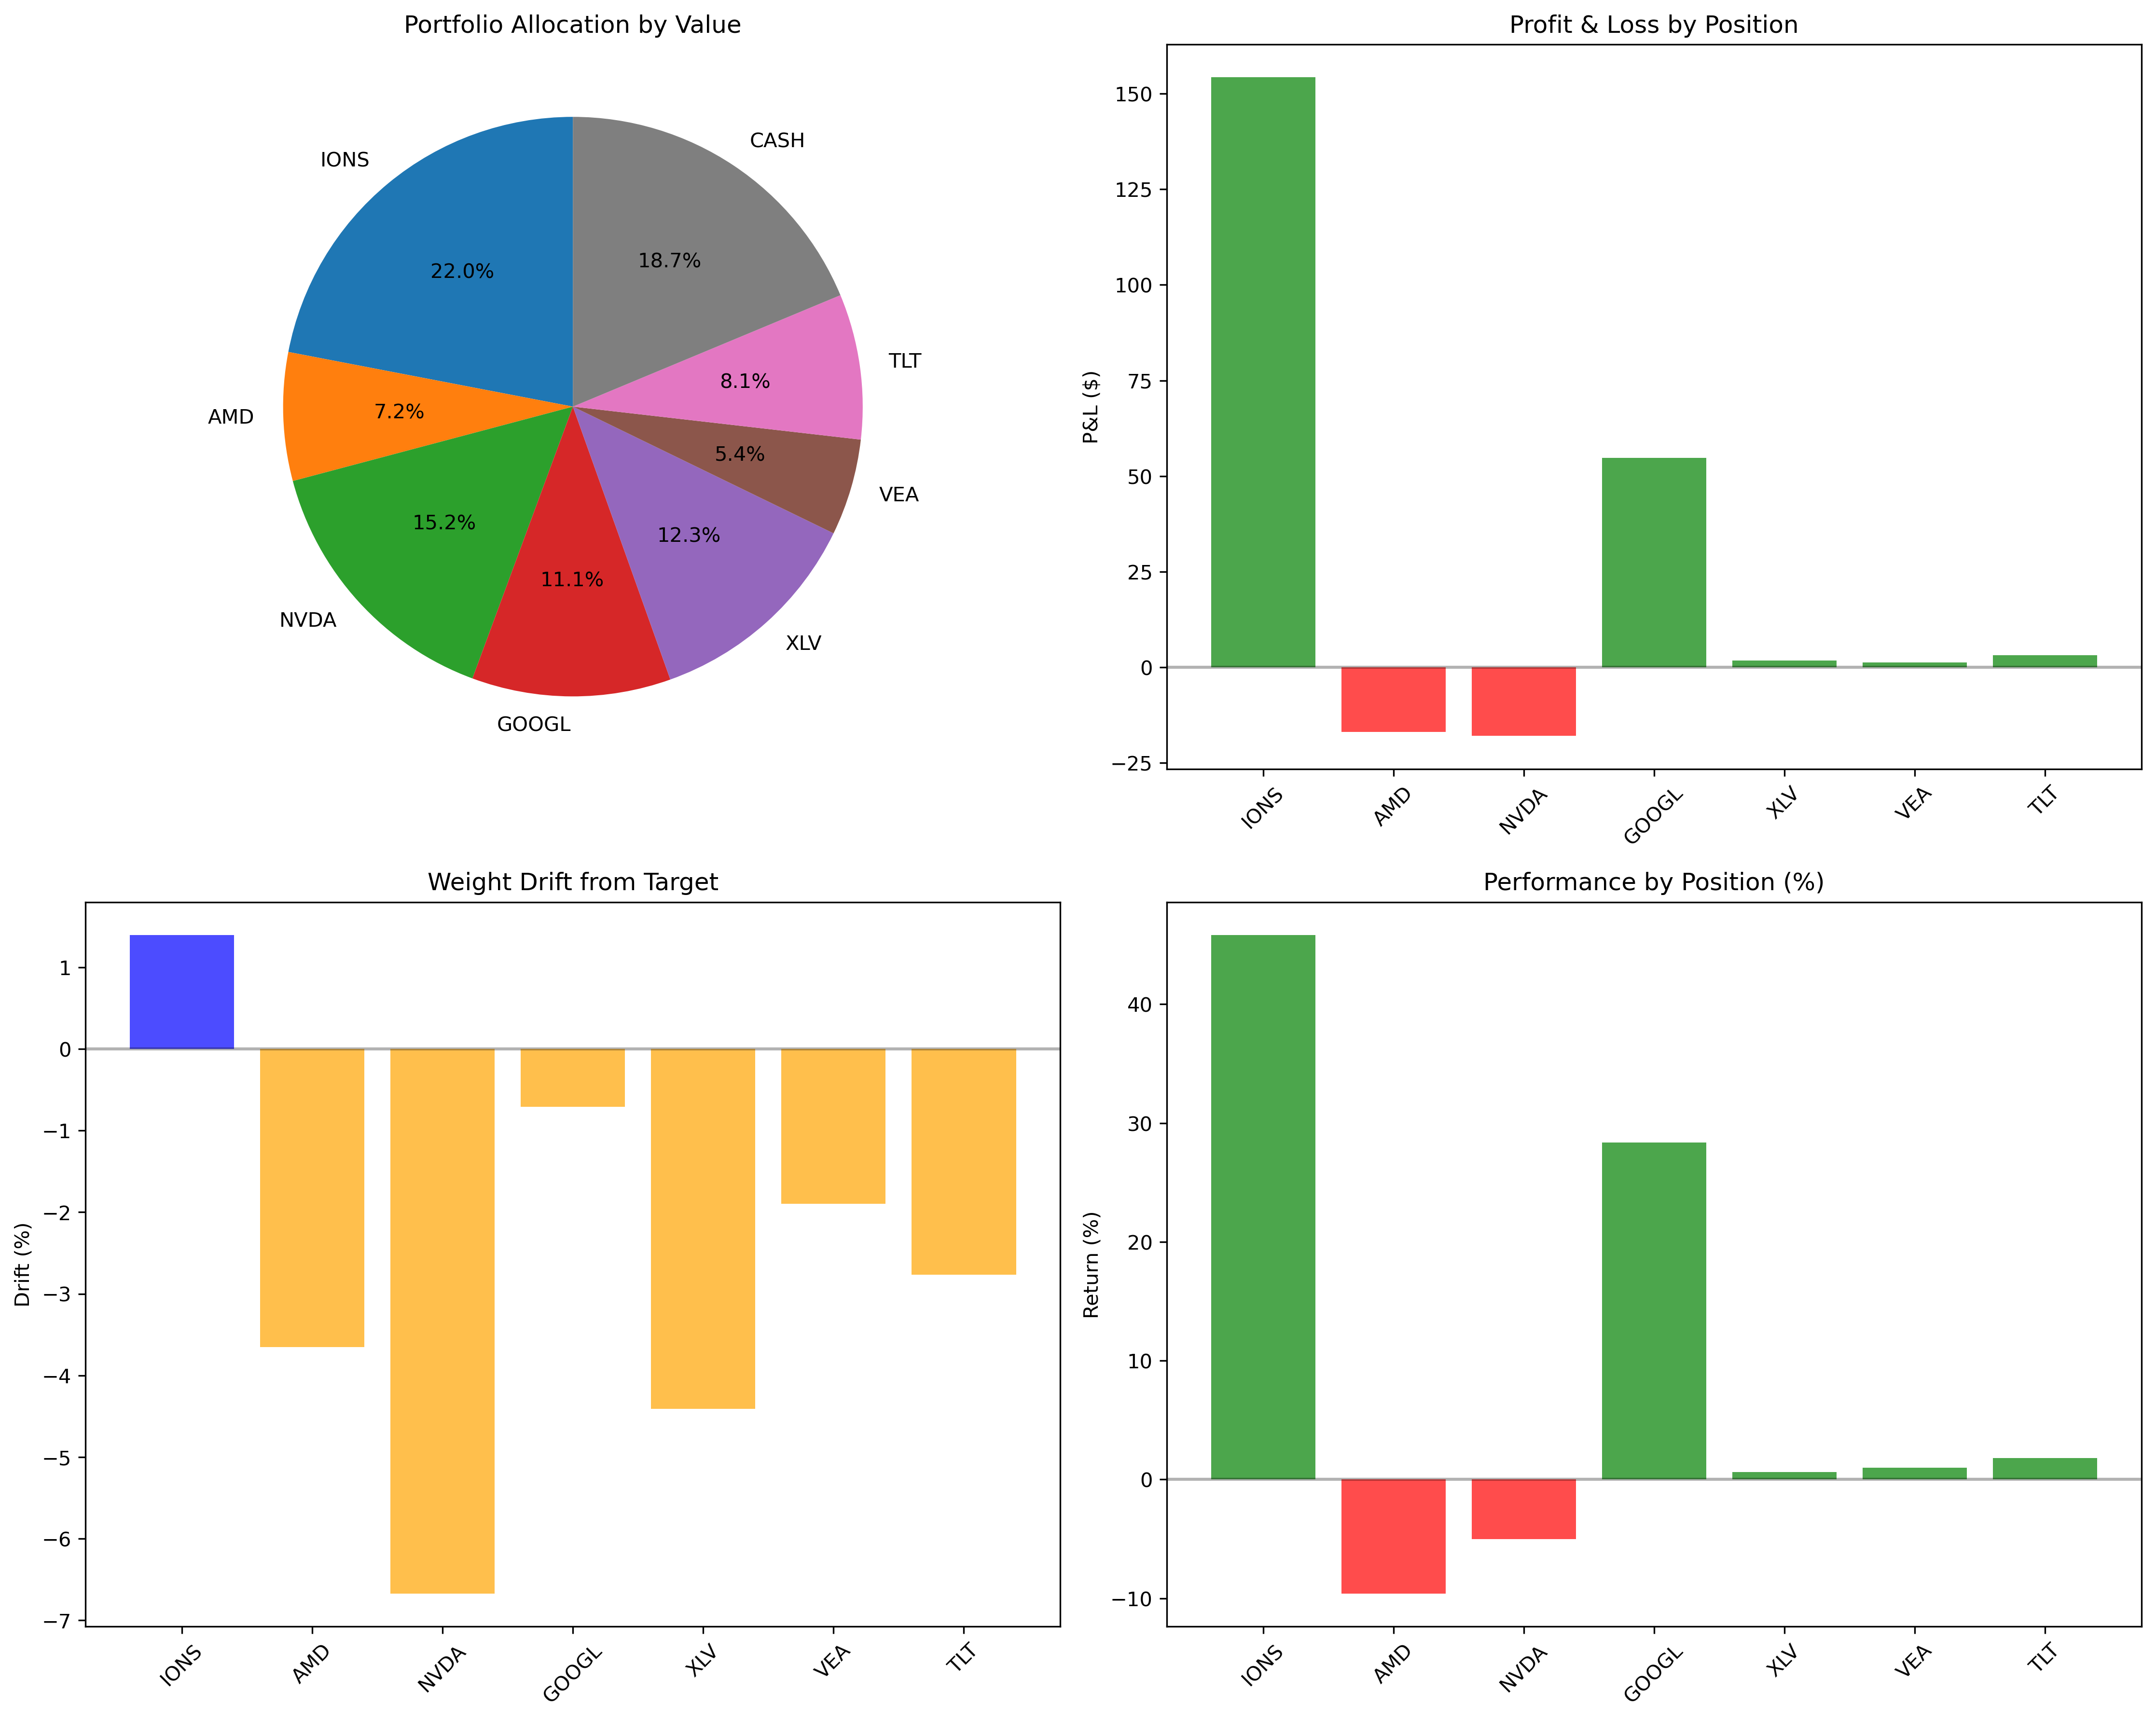 Portfolio Allocation by Value
IONS
22.0%
AMD
7.2%
NVDA
15.2%
GOOGL
11.1%
XLV
12.3%
VEA
5.4%
TLT
8.1%
CASH
18.7%
Profit & Loss by Position
P&L ($)
150
125
100
75
50
25
0
−25
IONS
AMD
NVDA
GOOGL
XLV
VEA
TLT
Weight Drift from Target
Drift (%)
1
0
−1
−2
−3
−4
−5
−6
−7
IONS
AMD
NVDA
GOOGL
XLV
VEA
TLT
Performance by Position (%)
Return (%)
40
30
20
10
0
−10
IONS
AMD
NVDA
GOOGL
XLV
VEA
TLT